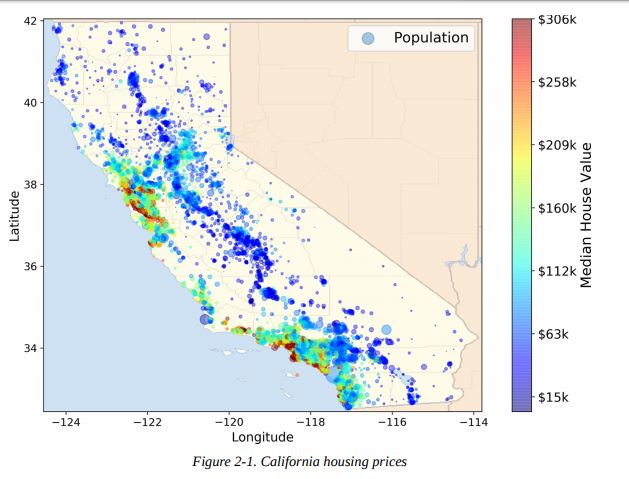 42
40
38
36
34
Latitude
−124
−122
−120
−118
−116
−114
Longitude
Population
$306k
$258k
$209k
$160k
$112k
$63k
$15k
Median House Value
Figure 2-1. California housing prices